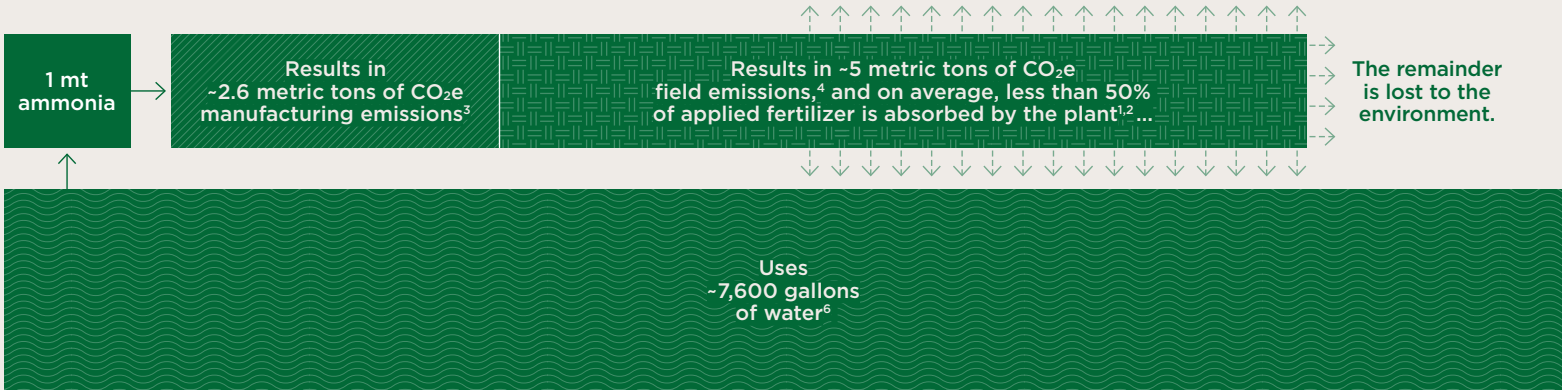 1 mt
ammonia
Results in
~2.6 metric tons of CO₂e
manufacturing emissions³
Results in ~5 metric tons of CO₂e
field emissions,⁴ and on average, less than 50%
of applied fertilizer is absorbed by the plant¹,² ...
The remainder
is lost to the
environment.
Uses
~7,600 gallons
of water⁶